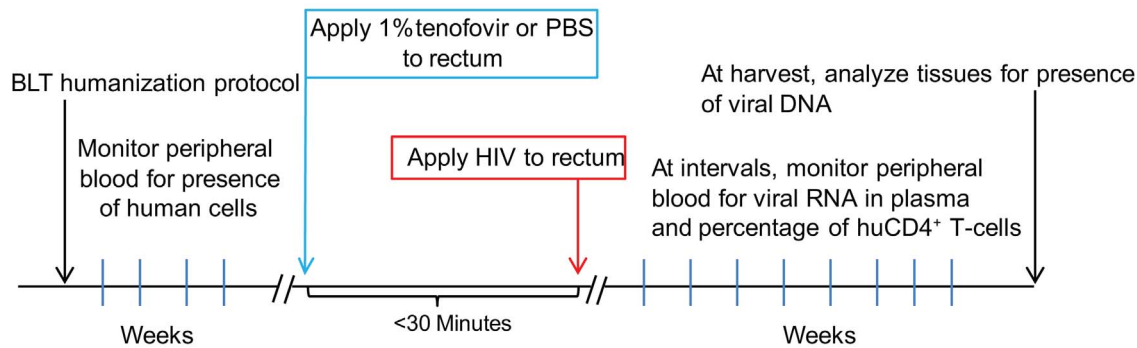 Apply 1% tenofovir or PBS
to rectum
BLT humanization protocol
Monitor peripheral
blood for presence
of human cells
Apply HIV to rectum
At harvest, analyze tissues for presence
of viral DNA
At intervals, monitor peripheral
blood for viral RNA in plasma
and percentage of huCD4⁺ T-cells
Weeks
<30 Minutes
Weeks